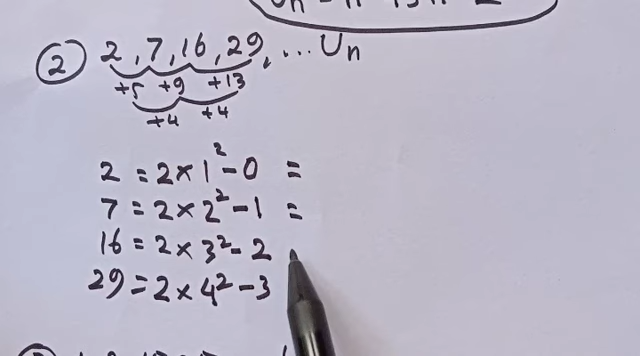 ② 2, 7, 16, 29, ... Un
+5 +9 +13
+4 +4
2 = 2 × 1² - 0 =
7 = 2 × 2² - 1 =
16 = 2 × 3² - 2
29 = 2 × 4² - 3